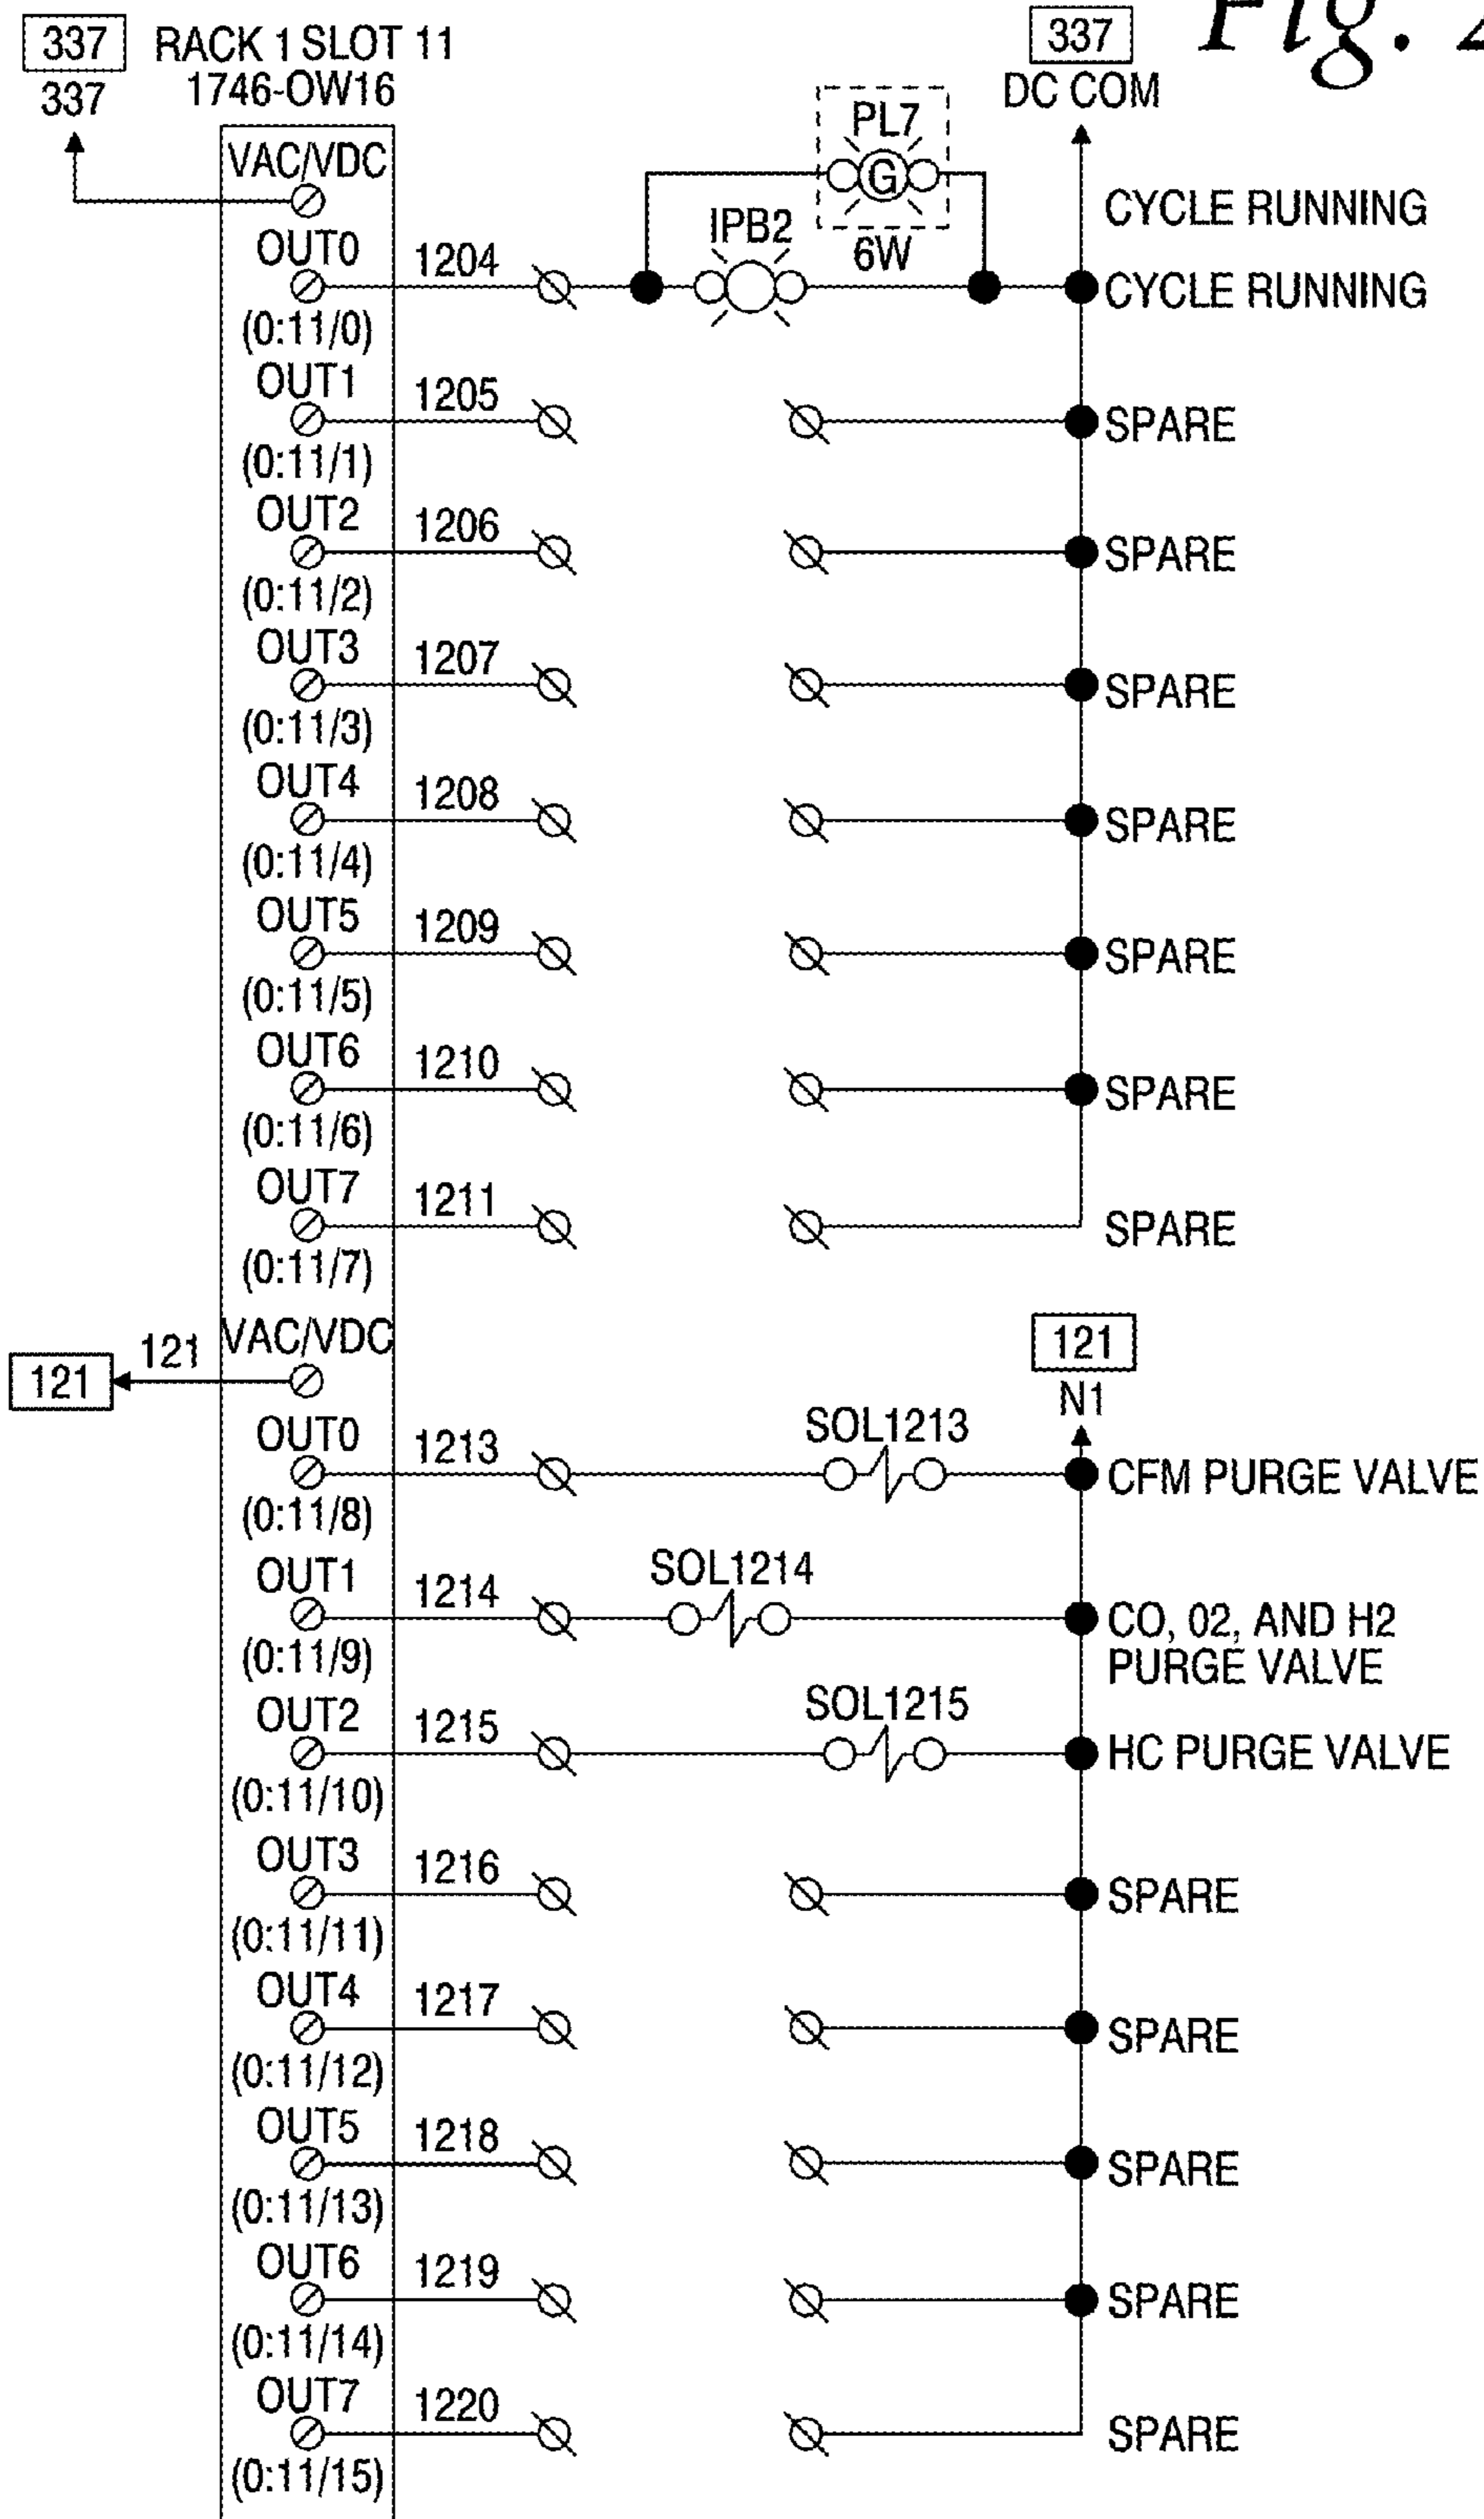 Fig.
337 RACK 1 SLOT 11
337 1746-OW16
337
DC COM
VAC/VDC
PL7
G
6W
CYCLE RUNNING
OUT0 1204 IPB2 CYCLE RUNNING
(0:11/0)
OUT1 1205 SPARE
(0:11/1)
OUT2 1206 SPARE
(0:11/2)
OUT3 1207 SPARE
(0:11/3)
OUT4 1208 SPARE
(0:11/4)
OUT5 1209 SPARE
(0:11/5)
OUT6 1210 SPARE
(0:11/6)
OUT7 1211 SPARE
(0:11/7)
121 121 VAC/VDC
121
N1
OUT0 1213 SOL1213 CFM PURGE VALVE
(0:11/8)
OUT1 1214 SOL1214 CO, 02, AND H2
PURGE VALVE
(0:11/9)
OUT2 1215 SOL1215 HC PURGE VALVE
(0:11/10)
OUT3 1216 SPARE
(0:11/11)
OUT4 1217 SPARE
(0:11/12)
OUT5 1218 SPARE
(0:11/13)
OUT6 1219 SPARE
(0:11/14)
OUT7 1220 SPARE
(0:11/15)